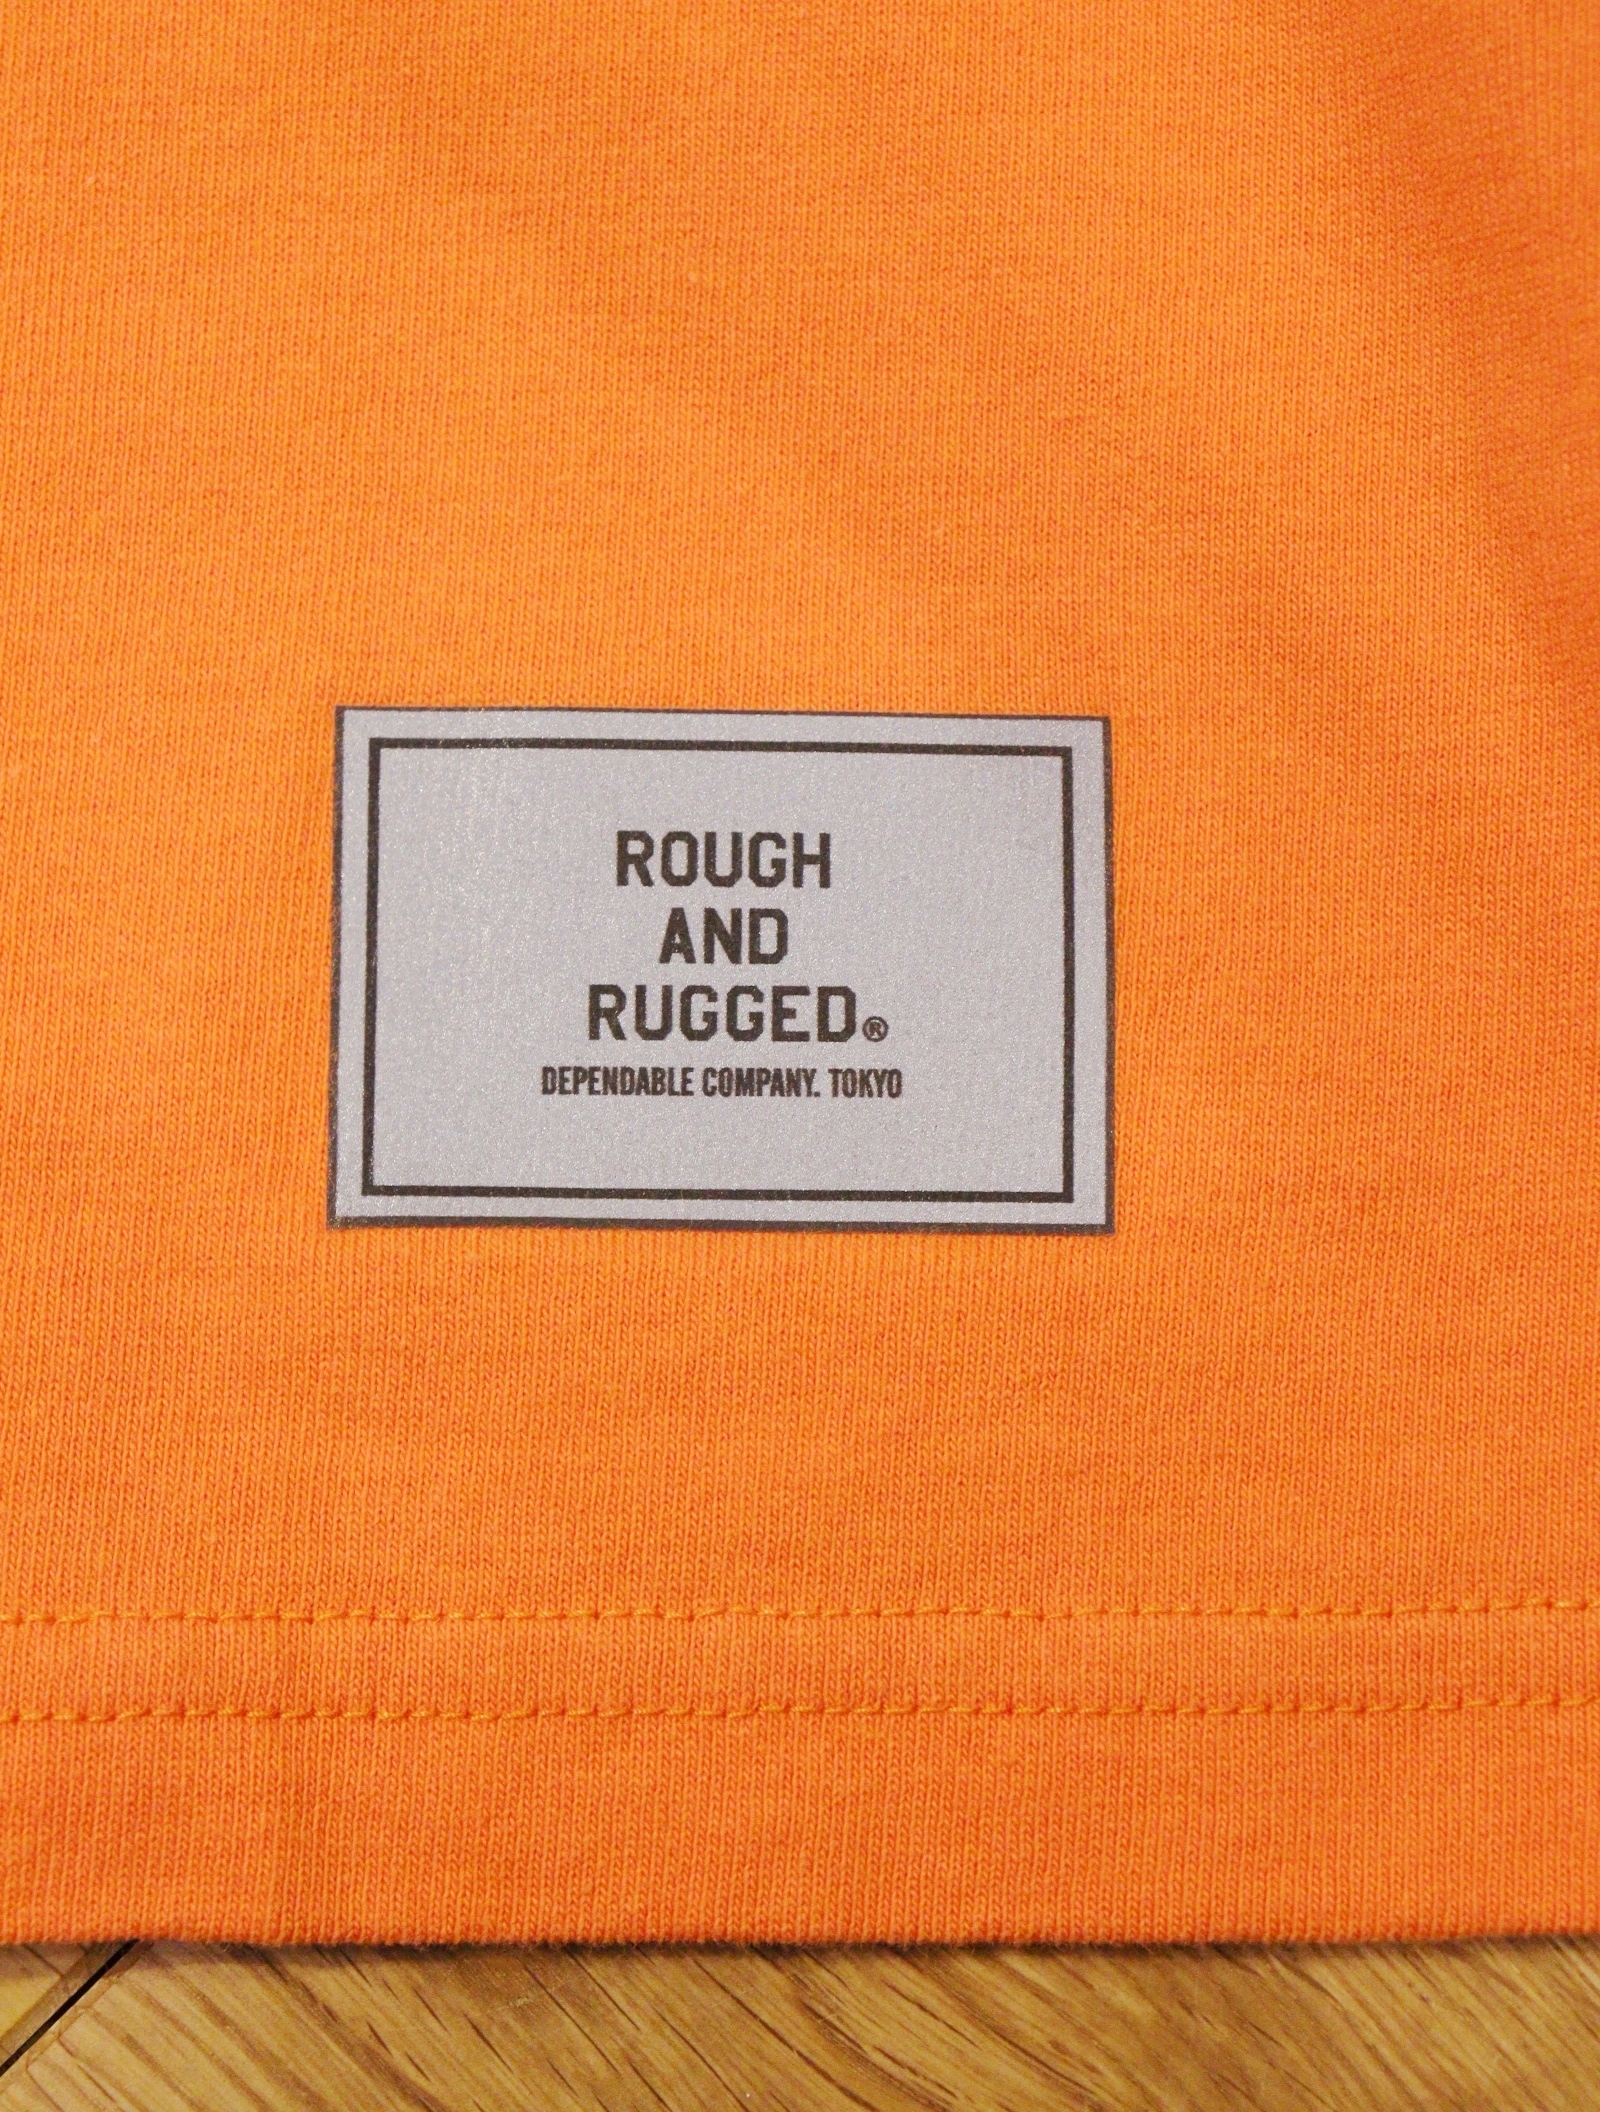 ROUGH
AND
RUGGED®
DEPENDABLE COMPANY. TOKYO